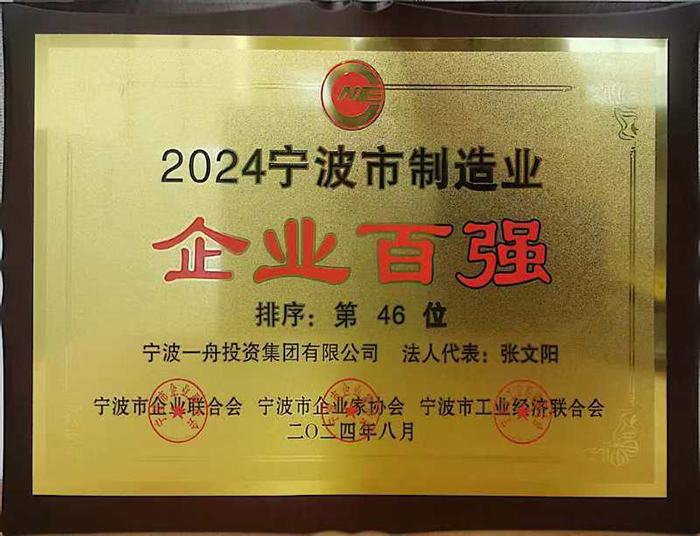 NEC
2024宁波市制造业
企业百强
排序：第 46 位
宁波一舟投资集团有限公司 法人代表：张文阳
宁波市企业联合会 宁波市企业家协会 宁波市工业经济联合会
二〇二四年八月